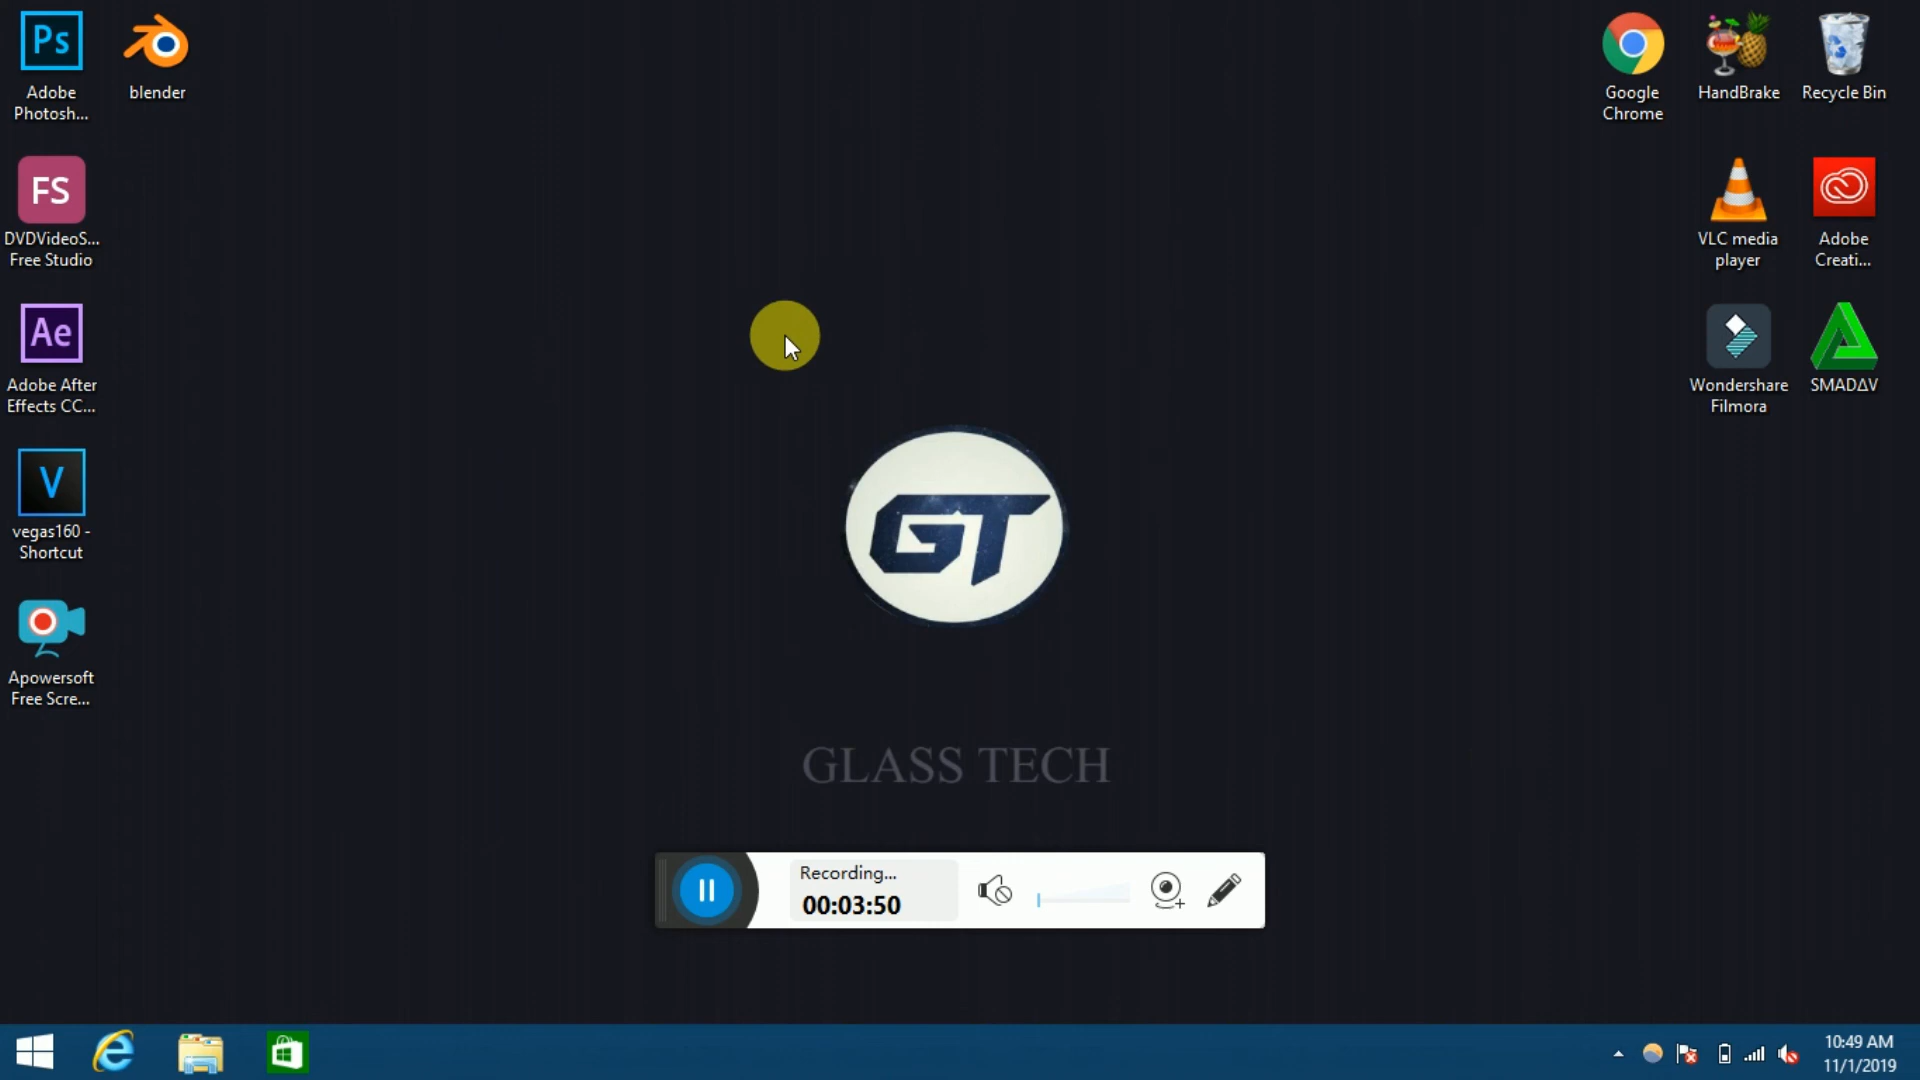 Ps
Adobe
Photosh...
blender
FS
DVDVideoS...
Free Studio
Ae
Adobe After
Effects CC...
V
vegas160 -
Shortcut
Apowersoft
Free Scre...
Google
Chrome
HandBrake
Recycle Bin
VLC media
player
Adobe
Creati...
Wondershare
Filmora
SMADΔV
GT
GLASS TECH
Recording...
00:03:50
10:49 AM
11/1/2019